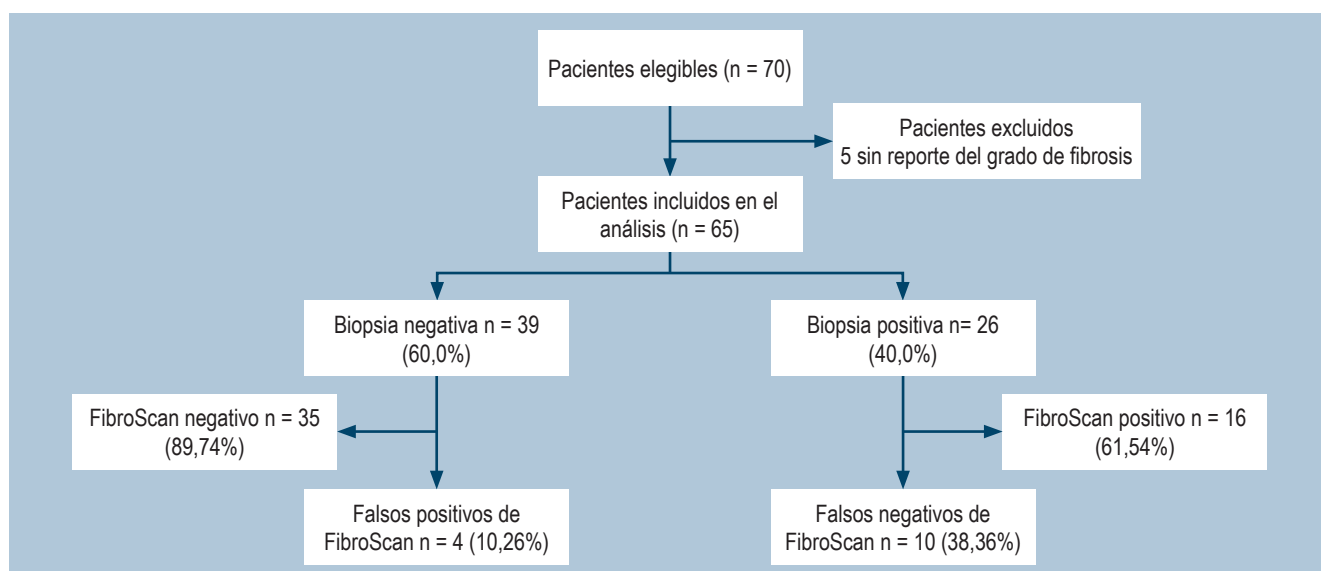 Pacientes elegibles (n = 70)
Pacientes excluidos
5 sin reporte del grado de fibrosis
Pacientes incluidos en el
análisis (n = 65)
Biopsia negativa n = 39
(60,0%)
Biopsia positiva n= 26
(40,0%)
FibroScan negativo n = 35
(89,74%)
FibroScan positivo n = 16
(61,54%)
Falsos positivos de
FibroScan n = 4 (10,26%)
Falsos negativos de
FibroScan n = 10 (38,36%)